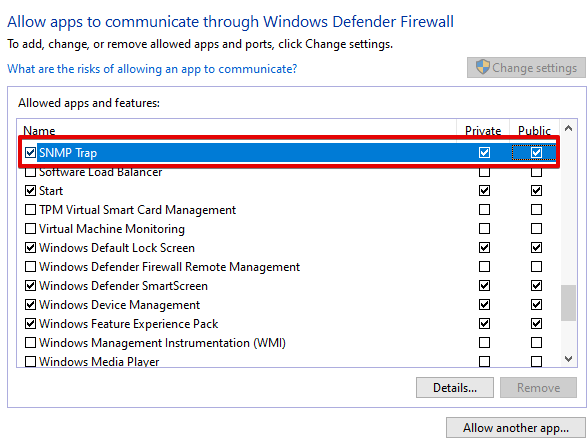 Allow apps to communicate through Windows Defender Firewall
To add, change, or remove allowed apps and ports, click Change settings.
What are the risks of allowing an app to communicate?
Change settings
Allowed apps and features:
Name Private Public
SNMP Trap
Software Load Balancer
Start
TPM Virtual Smart Card Management
Virtual Machine Monitoring
Windows Default Lock Screen
Windows Defender Firewall Remote Management
Windows Defender SmartScreen
Windows Device Management
Windows Feature Experience Pack
Windows Management Instrumentation (WMI)
Windows Media Player
Details... Remove
Allow another app...